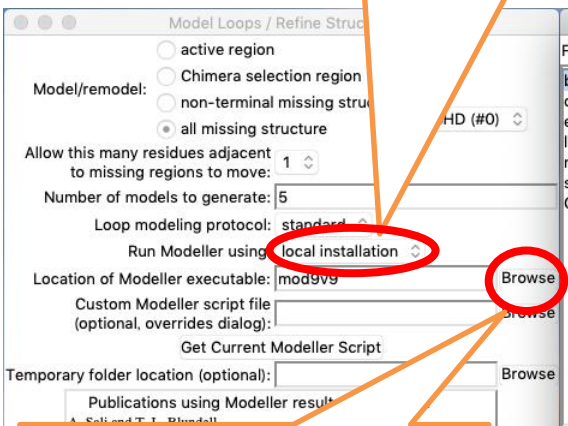 Model Loops / Refine Struc
active region
Chimera selection region
Model/remodel:
non-terminal missing stru
all missing structure
HD (#0)
Allow this many residues adjacent
to missing regions to move:
1
Number of models to generate: 5
Loop modeling protocol: standard
Run Modeller using local installation
Location of Modeller executable: mod9v9 Browse
Custom Modeller script file
(optional, overrides dialog): Browse
Get Current Modeller Script
Temporary folder location (optional): Browse
Publications using Modeller result
A. Sali and T. L. Blundell